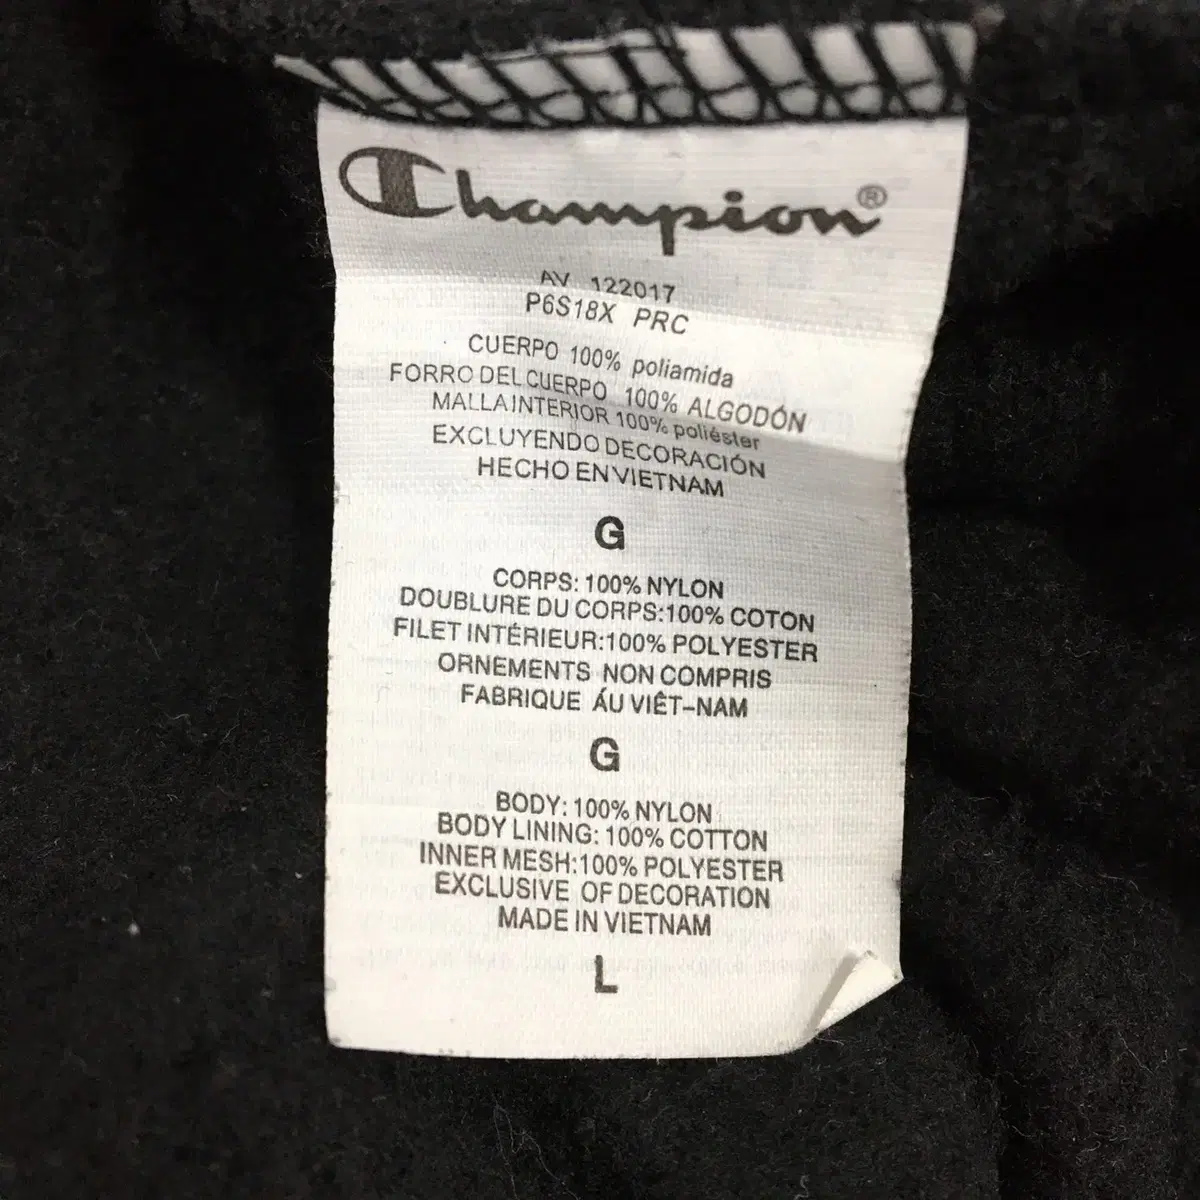 Champion®
AV 122017
P6S18X PRC
CUERPO 100% poliamida
FORRO DEL CUERPO 100% ALGODÓN
MALLA INTERIOR 100% poliéster
EXCLUYENDO DECORACIÓN
HECHO EN VIETNAM
G
CORPS: 100% NYLON
DOUBLURE DU CORPS:100% COTON
FILET INTÉRIEUR:100% POLYESTER
ORNEMENTS NON COMPRIS
FABRIQUE ÁU VIÊT-NAM
G
BODY: 100% NYLON
BODY LINING: 100% COTTON
INNER MESH:100% POLYESTER
EXCLUSIVE OF DECORATION
MADE IN VIETNAM
L